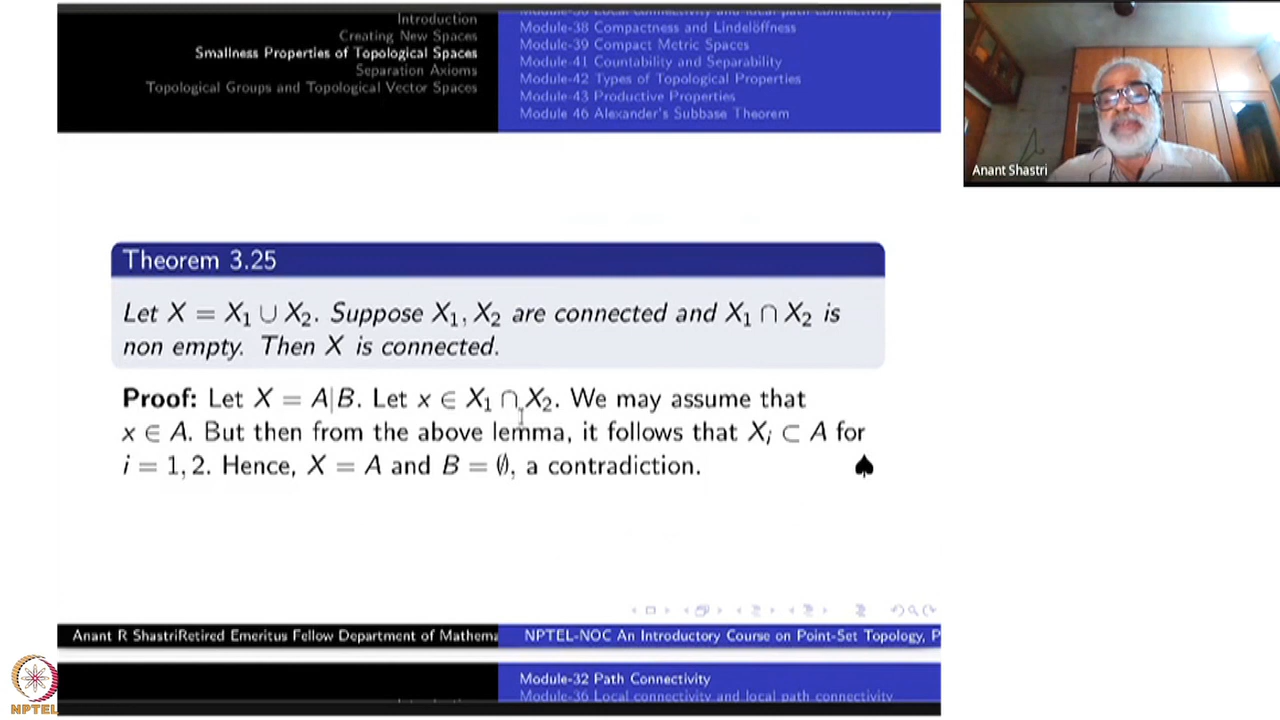 Introduction
Creating New Spaces
Smallness Properties of Topological Spaces
Separation Axioms
Topological Groups and Topological Vector Spaces
Module-38 Compactness and Lindelöffness
Module-39 Compact Metric Spaces
Module-41 Countability and Separability
Module-42 Types of Topological Properties
Module-43 Productive Properties
Module 46 Alexander's Subbase Theorem
Anant Shastri
Theorem 3.25
Let X = X₁ ∪ X₂. Suppose X₁, X₂ are connected and X₁ ∩ X₂ is
non empty. Then X is connected.
Proof: Let X = A|B. Let x ∈ X₁ ∩ X₂. We may assume that
x ∈ A. But then from the above lemma, it follows that Xᵢ ⊂ A for
i = 1, 2. Hence, X = A and B = ∅, a contradiction. ♠
Anant R ShastriRetired Emeritus Fellow Department of Mathema
NPTEL-NOC An Introductory Course on Point-Set Topology, P
Module-32 Path Connectivity
Module-36 Local connectivity and local path connectivity
NPTEL